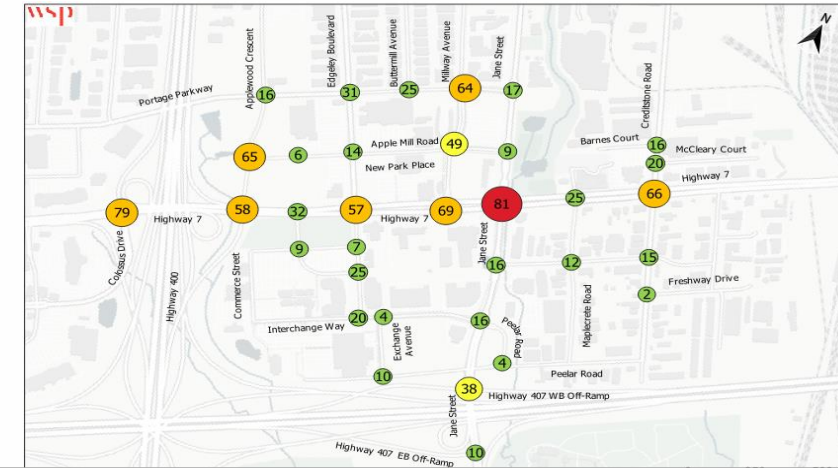 wsp
N
Applewood Crescent
Edgeley Boulevard
Buttermill Avenue
Millway Avenue
Jane Street
Creditstone Road
Portage Parkway
16
31
25
64
17
Barnes Court
16
McCleary Court
20
Apple Mill Road
49
9
65
6
14
New Park Place
Highway 7
79
Highway 7
58
32
57
Highway 7
69
81
25
66
Colossus Drive
Highway 400
Commerce Street
9
7
25
Jane Street
16
12
15
Freshway Drive
2
Maplecrete Road
Interchange Way
20
4
Exchange
Avenue
16
Peelar
Road
4
Peelar Road
10
38
Highway 407 WB Off-Ramp
Jane Street
Highway 407 EB Off-Ramp
10